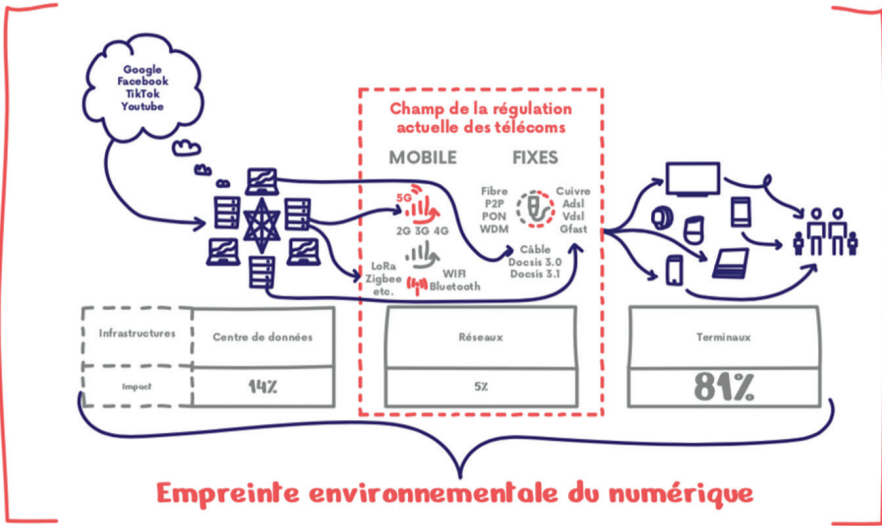 Google
Facebook
TikTok
Youtube
Champ de la régulation
actuelle des télécoms
MOBILE
FIXES
5G
2G 3G 4G
LoRa
Zigbee
etc.
WIFI
Bluetooth
Fibre
P2P
PON
WDM
Cuivre
Adsl
Vdsl
Gfast
Câble
Docsis 3.0
Docsis 3.1
Infrastructures
Centre de données
Réseaux
Terminaux
Impact
14%
5%
81%
Empreinte environnementale du numérique